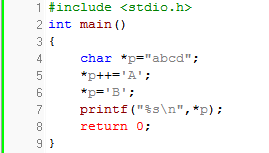 1 #include <stdio.h>
2 int main()
3 {
4     char *p="abcd";
5     *p++='A';
6     *p='B';
7     printf("%s\n",*p);
8     return 0;
9 }